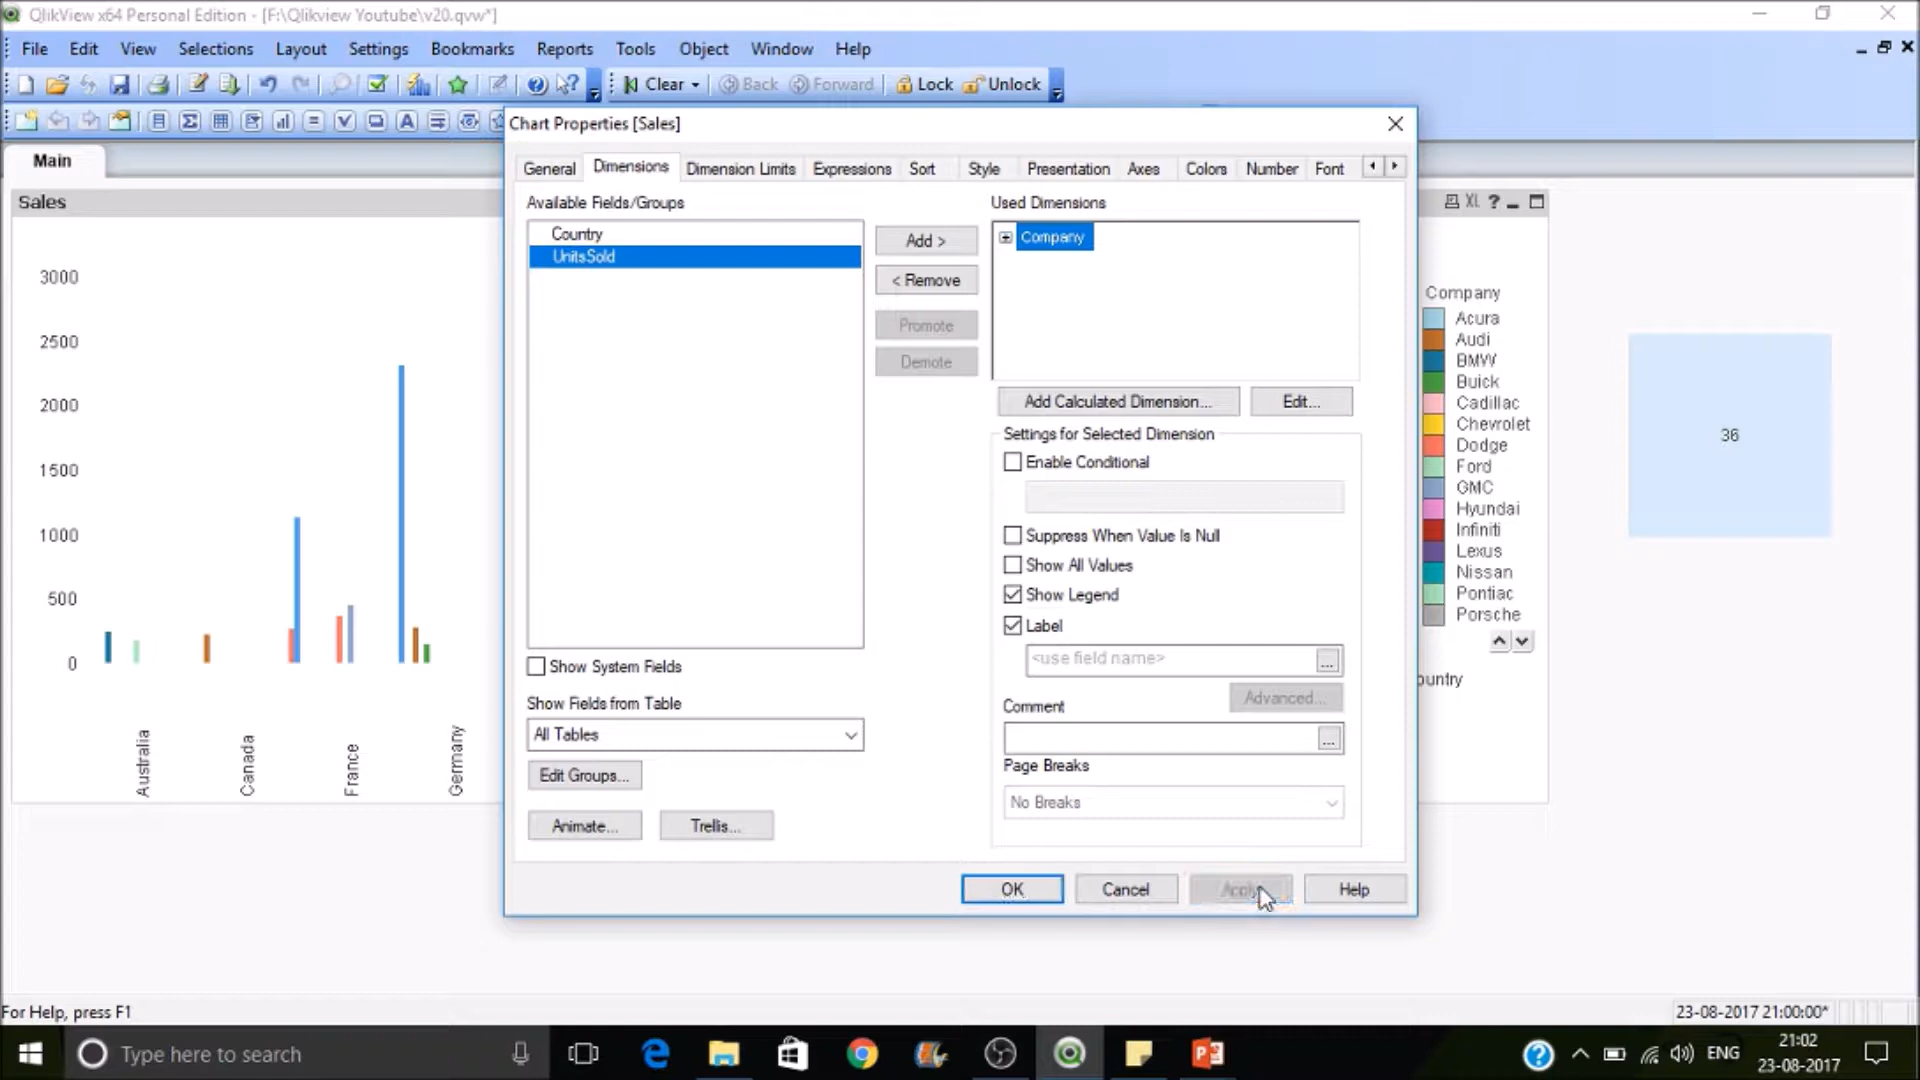 QlikView x64 Personal Edition - [F:\Qlikview Youtube\v20.qvw*]
File Edit View Selections Layout Settings Bookmarks Reports Tools Object Window Help
Clear Back Forward Lock Unlock
Chart Properties [Sales]
Main
General Dimensions Dimension Limits Expressions Sort Style Presentation Axes Colors Number Font
Sales
XL ?
Available Fields/Groups
Country
UnitsSold
Add >
< Remove
Promote
Demote
Used Dimensions
Company
Add Calculated Dimension...
Edit...
Settings for Selected Dimension
Enable Conditional
Suppress When Value Is Null
Show All Values
Show Legend
Label
<use field name>
...
Advanced...
Comment
...
Page Breaks
No Breaks
Show System Fields
Show Fields from Table
All Tables
Edit Groups...
Animate...
Trellis...
OK
Cancel
Help
3000
2500
2000
1500
1000
500
0
Australia
Canada
France
Germany
Company
Acura
Audi
BMW
Buick
Cadillac
Chevrolet
Dodge
Ford
GMC
Hyundai
Infiniti
Lexus
Nissan
Pontiac
Porsche
ountry
36
For Help, press F1
23-08-2017 21:00:00*
Type here to search
ENG
21:02
23-08-2017